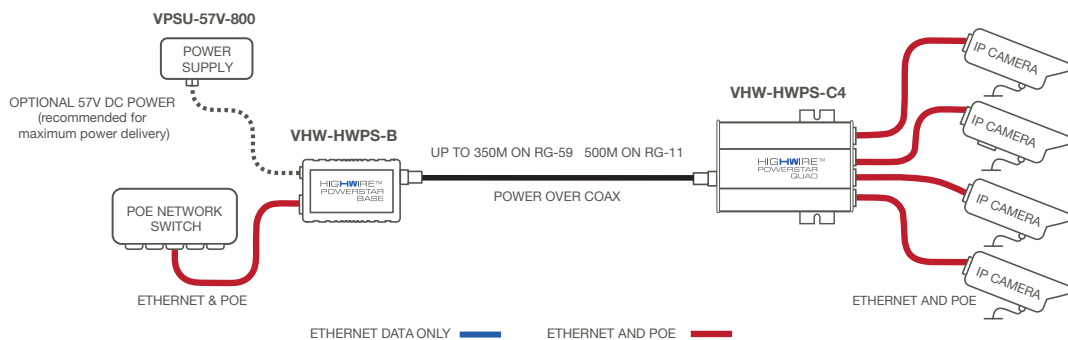 VPSU-57V-800
POWER
SUPPLY
OPTIONAL 57V DC POWER
(recommended for
maximum power delivery)
VHW-HWPS-B
HIGHWIRE™
POWERSTAR
BASE
POE NETWORK
SWITCH
ETHERNET & POE
UP TO 350M ON RG-59 500M ON RG-11
POWER OVER COAX
VHW-HWPS-C4
HIGHWIRE™
POWERSTAR
QUAD
IP CAMERA
IP CAMERA
IP CAMERA
IP CAMERA
ETHERNET AND POE
ETHERNET DATA ONLY
ETHERNET AND POE